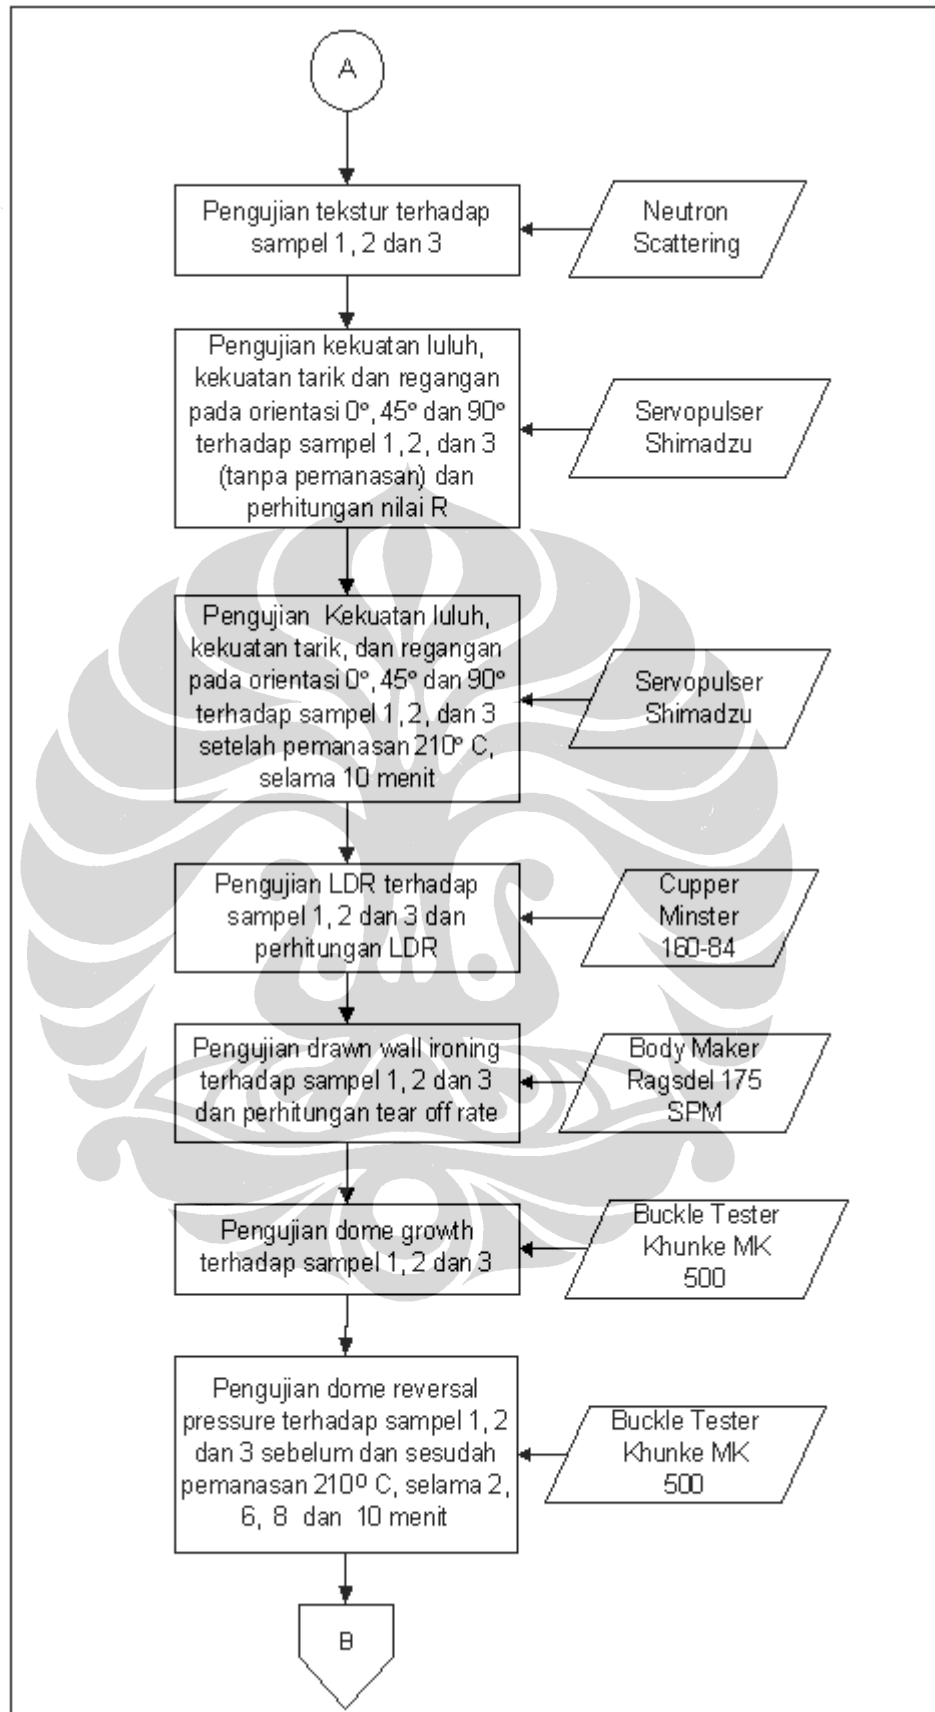 A
Pengujian tekstur terhadap
sampel 1, 2 dan 3
Neutron
Scattering
Pengujian kekuatan luluh,
kekuatan tarik dan regangan
pada orientasi 0°, 45° dan 90°
terhadap sampel 1, 2, dan 3
(tanpa pemanasan) dan
perhitungan nilai R
Servopulser
Shimadzu
Pengujian Kekuatan luluh,
kekuatan tarik, dan regangan
pada orientasi 0°, 45° dan 90°
terhadap sampel 1, 2, dan 3
setelah pemanasan 210° C,
selama 10 menit
Servopulser
Shimadzu
Pengujian LDR terhadap
sampel 1, 2 dan 3 dan
perhitungan LDR
Cupper
Minster
160-84
Pengujian drawn wall ironing
terhadap sampel 1, 2 dan 3
dan perhitungan tear off rate
Body Maker
Ragsdel 175
SPM
Pengujian dome growth
terhadap sampel 1, 2 dan 3
Buckle Tester
Khunke MK
500
Pengujian dome reversal
pressure terhadap sampel 1, 2
dan 3 sebelum dan sesudah
pemanasan 210º C, selama 2,
6, 8 dan 10 menit
Buckle Tester
Khunke MK
500
B